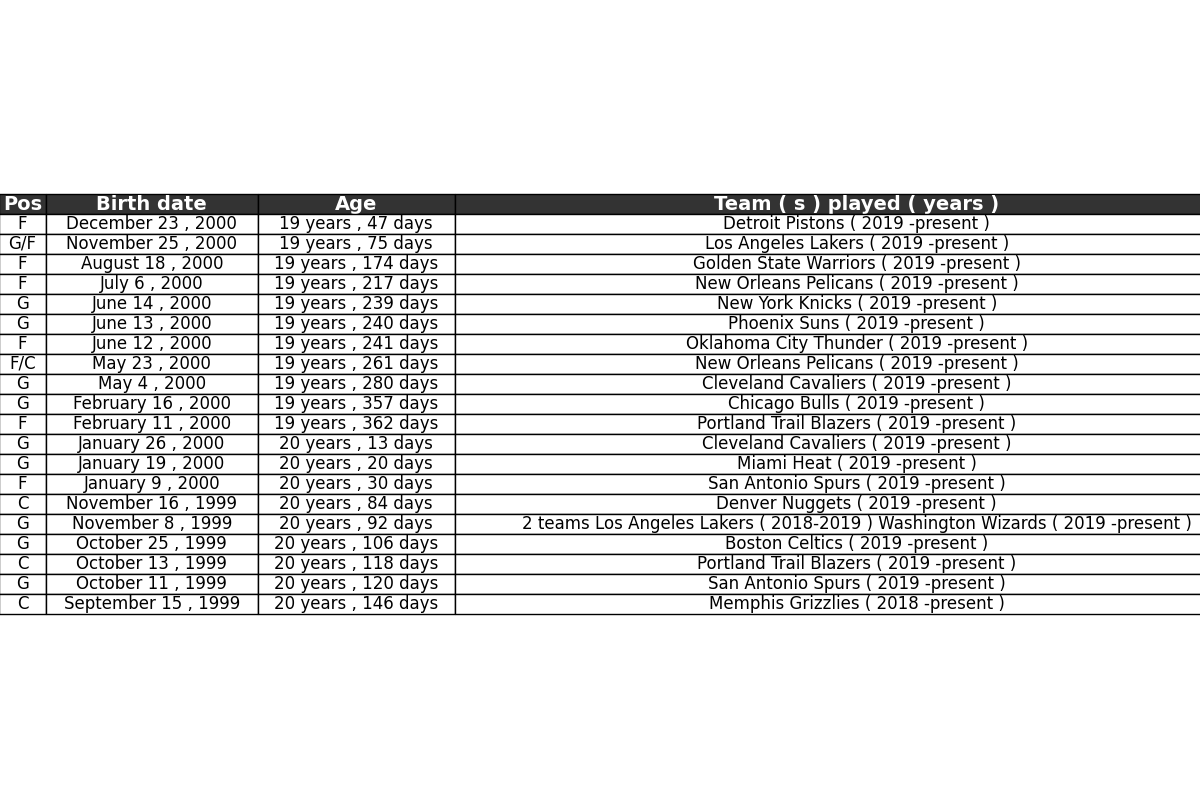 Pos Birth date Age Team ( s ) played ( years )
F December 23 , 2000 19 years , 47 days Detroit Pistons ( 2019 -present )
G/F November 25 , 2000 19 years , 75 days Los Angeles Lakers ( 2019 -present )
F August 18 , 2000 19 years , 174 days Golden State Warriors ( 2019 -present )
F July 6 , 2000 19 years , 217 days New Orleans Pelicans ( 2019 -present )
G June 14 , 2000 19 years , 239 days New York Knicks ( 2019 -present )
G June 13 , 2000 19 years , 240 days Phoenix Suns ( 2019 -present )
F June 12 , 2000 19 years , 241 days Oklahoma City Thunder ( 2019 -present )
F/C May 23 , 2000 19 years , 261 days New Orleans Pelicans ( 2019 -present )
G May 4 , 2000 19 years , 280 days Cleveland Cavaliers ( 2019 -present )
G February 16 , 2000 19 years , 357 days Chicago Bulls ( 2019 -present )
F February 11 , 2000 19 years , 362 days Portland Trail Blazers ( 2019 -present )
G January 26 , 2000 20 years , 13 days Cleveland Cavaliers ( 2019 -present )
G January 19 , 2000 20 years , 20 days Miami Heat ( 2019 -present )
F January 9 , 2000 20 years , 30 days San Antonio Spurs ( 2019 -present )
C November 16 , 1999 20 years , 84 days Denver Nuggets ( 2019 -present )
G November 8 , 1999 20 years , 92 days 2 teams Los Angeles Lakers ( 2018-2019 ) Washington Wizards ( 2019 -present )
G October 25 , 1999 20 years , 106 days Boston Celtics ( 2019 -present )
C October 13 , 1999 20 years , 118 days Portland Trail Blazers ( 2019 -present )
G October 11 , 1999 20 years , 120 days San Antonio Spurs ( 2019 -present )
C September 15 , 1999 20 years , 146 days Memphis Grizzlies ( 2018 -present )